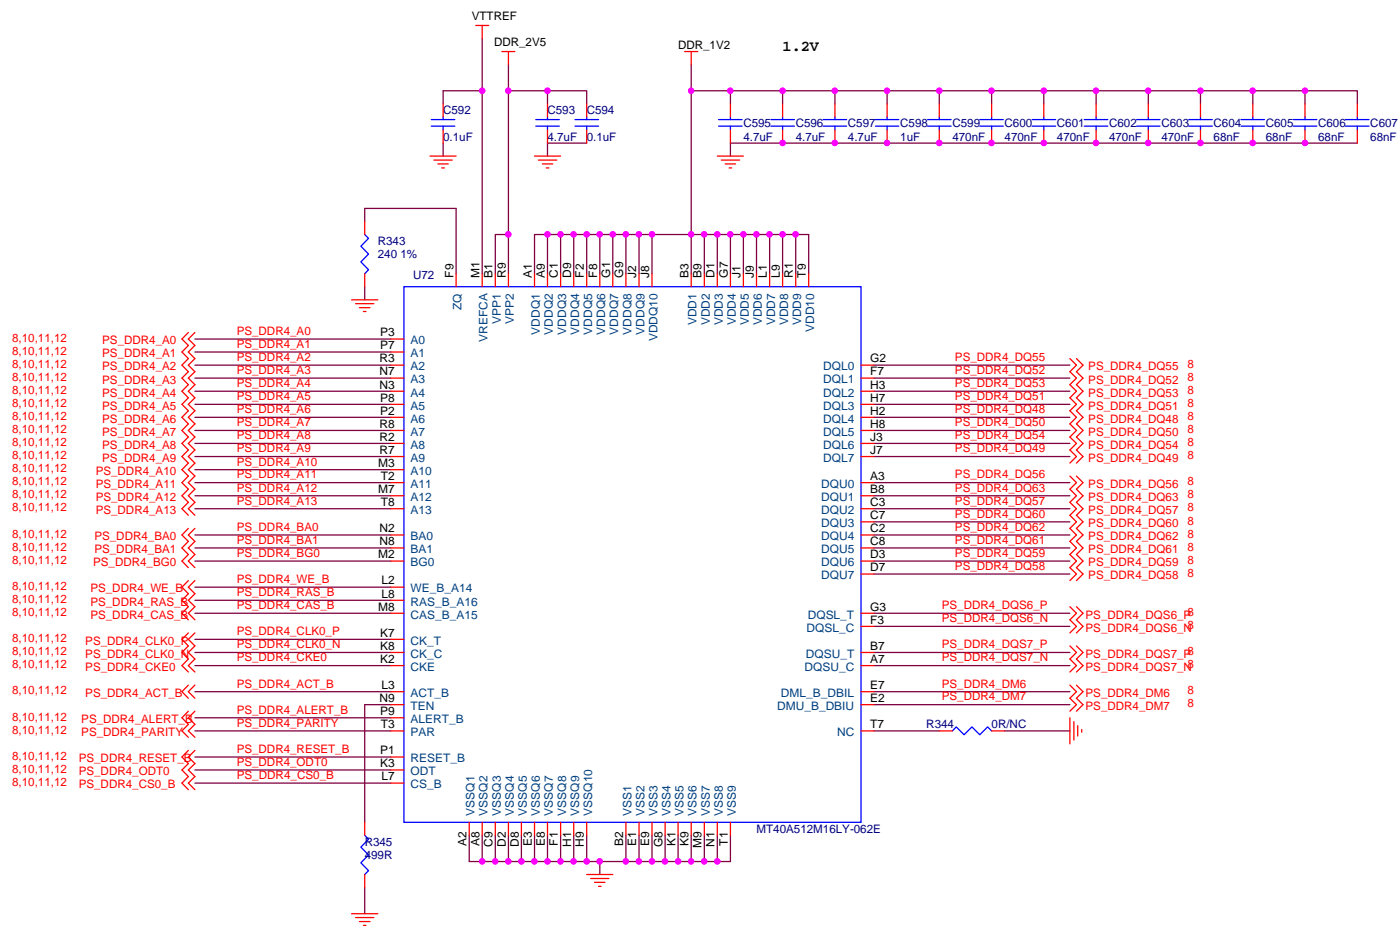 VTTREF
DDR_2V5
DDR_1V2 1.2V
C592 0.1uF
C593 4.7uF
C594 0.1uF
C595 4.7uF
C596 4.7uF
C597 4.7uF
C598 1uF
C599 470nF
C600 470nF
C601 470nF
C602 470nF
C603 470nF
C604 68nF
C605 68nF
C606 68nF
C607 68nF
R343
240 1%
U72
F9 M1 B1 R9 A1 A9 C1 D9 F2 F8 G1 G9 J2 J8 B3 B9 D1 G7 J1 J9 L1 L9 R1 T9
ZQ VREFCA VPP1 VPP2 VDDQ1 VDDQ2 VDDQ3 VDDQ4 VDDQ5 VDDQ6 VDDQ7 VDDQ8 VDDQ9 VDDQ10 VDD1 VDD2 VDD3 VDD4 VDD5 VDD6 VDD7 VDD8 VDD9 VDD10
8,10,11,12 PS_DDR4_A0 PS_DDR4_A0 P3 A0
8,10,11,12 PS_DDR4_A1 PS_DDR4_A1 P7 A1
8,10,11,12 PS_DDR4_A2 PS_DDR4_A2 R3 A2
8,10,11,12 PS_DDR4_A3 PS_DDR4_A3 N7 A3
8,10,11,12 PS_DDR4_A4 PS_DDR4_A4 N3 A4
8,10,11,12 PS_DDR4_A5 PS_DDR4_A5 P8 A5
8,10,11,12 PS_DDR4_A6 PS_DDR4_A6 P2 A6
8,10,11,12 PS_DDR4_A7 PS_DDR4_A7 R8 A7
8,10,11,12 PS_DDR4_A8 PS_DDR4_A8 R2 A8
8,10,11,12 PS_DDR4_A9 PS_DDR4_A9 R7 A9
8,10,11,12 PS_DDR4_A10 PS_DDR4_A10 M3 A10
8,10,11,12 PS_DDR4_A11 PS_DDR4_A11 T2 A11
8,10,11,12 PS_DDR4_A12 PS_DDR4_A12 M7 A12
8,10,11,12 PS_DDR4_A13 PS_DDR4_A13 T8 A13
8,10,11,12 PS_DDR4_BA0 PS_DDR4_BA0 N2 BA0
8,10,11,12 PS_DDR4_BA1 PS_DDR4_BA1 N8 BA1
8,10,11,12 PS_DDR4_BG0 PS_DDR4_BG0 M2 BG0
8,10,11,12 PS_DDR4_WE_B PS_DDR4_WE_B L2 WE_B_A14
8,10,11,12 PS_DDR4_RAS_B PS_DDR4_RAS_B L8 RAS_B_A16
8,10,11,12 PS_DDR4_CAS_B PS_DDR4_CAS_B M8 CAS_B_A15
8,10,11,12 PS_DDR4_CLK0_P PS_DDR4_CLK0_P K7 CK_T
8,10,11,12 PS_DDR4_CLK0_N PS_DDR4_CLK0_N K8 CK_C
8,10,11,12 PS_DDR4_CKE0 PS_DDR4_CKE0 K2 CKE
8,10,11,12 PS_DDR4_ACT_B PS_DDR4_ACT_B L3 ACT_B
N9 TEN
8,10,11,12 PS_DDR4_ALERT_B PS_DDR4_ALERT_B P9 ALERT_B
8,10,11,12 PS_DDR4_PARITY PS_DDR4_PARITY T3 PAR
8,10,11,12 PS_DDR4_RESET_B PS_DDR4_RESET_B P1 RESET_B
8,10,11,12 PS_DDR4_ODT0 PS_DDR4_ODT0 K3 ODT
8,10,11,12 PS_DDR4_CS0_B PS_DDR4_CS0_B L7 CS_B
DQL0 G2 PS_DDR4_DQ55 PS_DDR4_DQ55 8
DQL1 F7 PS_DDR4_DQ52 PS_DDR4_DQ52 8
DQL2 H3 PS_DDR4_DQ53 PS_DDR4_DQ53 8
DQL3 H7 PS_DDR4_DQ51 PS_DDR4_DQ51 8
DQL4 H2 PS_DDR4_DQ48 PS_DDR4_DQ48 8
DQL5 H8 PS_DDR4_DQ50 PS_DDR4_DQ50 8
DQL6 J3 PS_DDR4_DQ54 PS_DDR4_DQ54 8
DQL7 J7 PS_DDR4_DQ49 PS_DDR4_DQ49 8
DQU0 A3 PS_DDR4_DQ56 PS_DDR4_DQ56 8
DQU1 B8 PS_DDR4_DQ63 PS_DDR4_DQ63 8
DQU2 C3 PS_DDR4_DQ57 PS_DDR4_DQ57 8
DQU3 C7 PS_DDR4_DQ60 PS_DDR4_DQ60 8
DQU4 C2 PS_DDR4_DQ62 PS_DDR4_DQ62 8
DQU5 C8 PS_DDR4_DQ61 PS_DDR4_DQ61 8
DQU6 D3 PS_DDR4_DQ59 PS_DDR4_DQ59 8
DQU7 D7 PS_DDR4_DQ58 PS_DDR4_DQ58 8
DQSL_T G3 PS_DDR4_DQS6_P PS_DDR4_DQS6_P 8
DQSL_C F3 PS_DDR4_DQS6_N PS_DDR4_DQS6_N 8
DQSU_T B7 PS_DDR4_DQS7_P PS_DDR4_DQS7_P 8
DQSU_C A7 PS_DDR4_DQS7_N PS_DDR4_DQS7_N 8
DML_B_DBIL E7 PS_DDR4_DM6 PS_DDR4_DM6 8
DMU_B_DBIU E2 PS_DDR4_DM7 PS_DDR4_DM7 8
NC T7 R344 0R/NC
VSSQ1 VSSQ2 VSSQ3 VSSQ4 VSSQ5 VSSQ6 VSSQ7 VSSQ8 VSSQ9 VSSQ10 VSS1 VSS2 VSS3 VSS4 VSS5 VSS6 VSS7 VSS8 VSS9
A2 A8 C9 D2 D8 E3 E8 F1 H1 H9 B2 E1 E9 G8 K1 K9 M9 N1 T1
MT40A512M16LY-062E
R345
499R